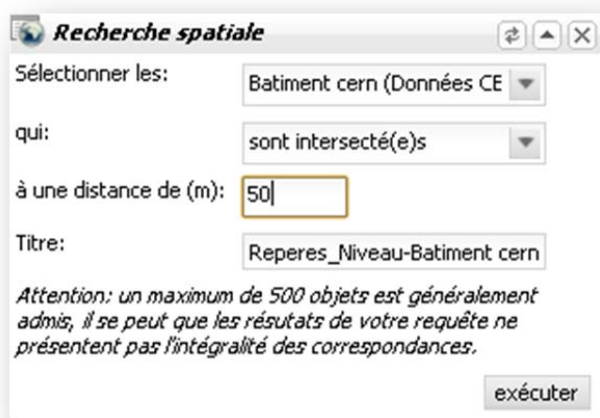 Recherche spatiale
Sélectionner les: Batiment cern (Données CE
qui: sont intersecté(e)s
à une distance de (m): 50
Titre: Reperes_Niveau-Batiment cern
Attention: un maximum de 500 objets est généralement
admis, il se peut que les résutats de votre requête ne
présentent pas l'intégralité des correspondances.
exécuter